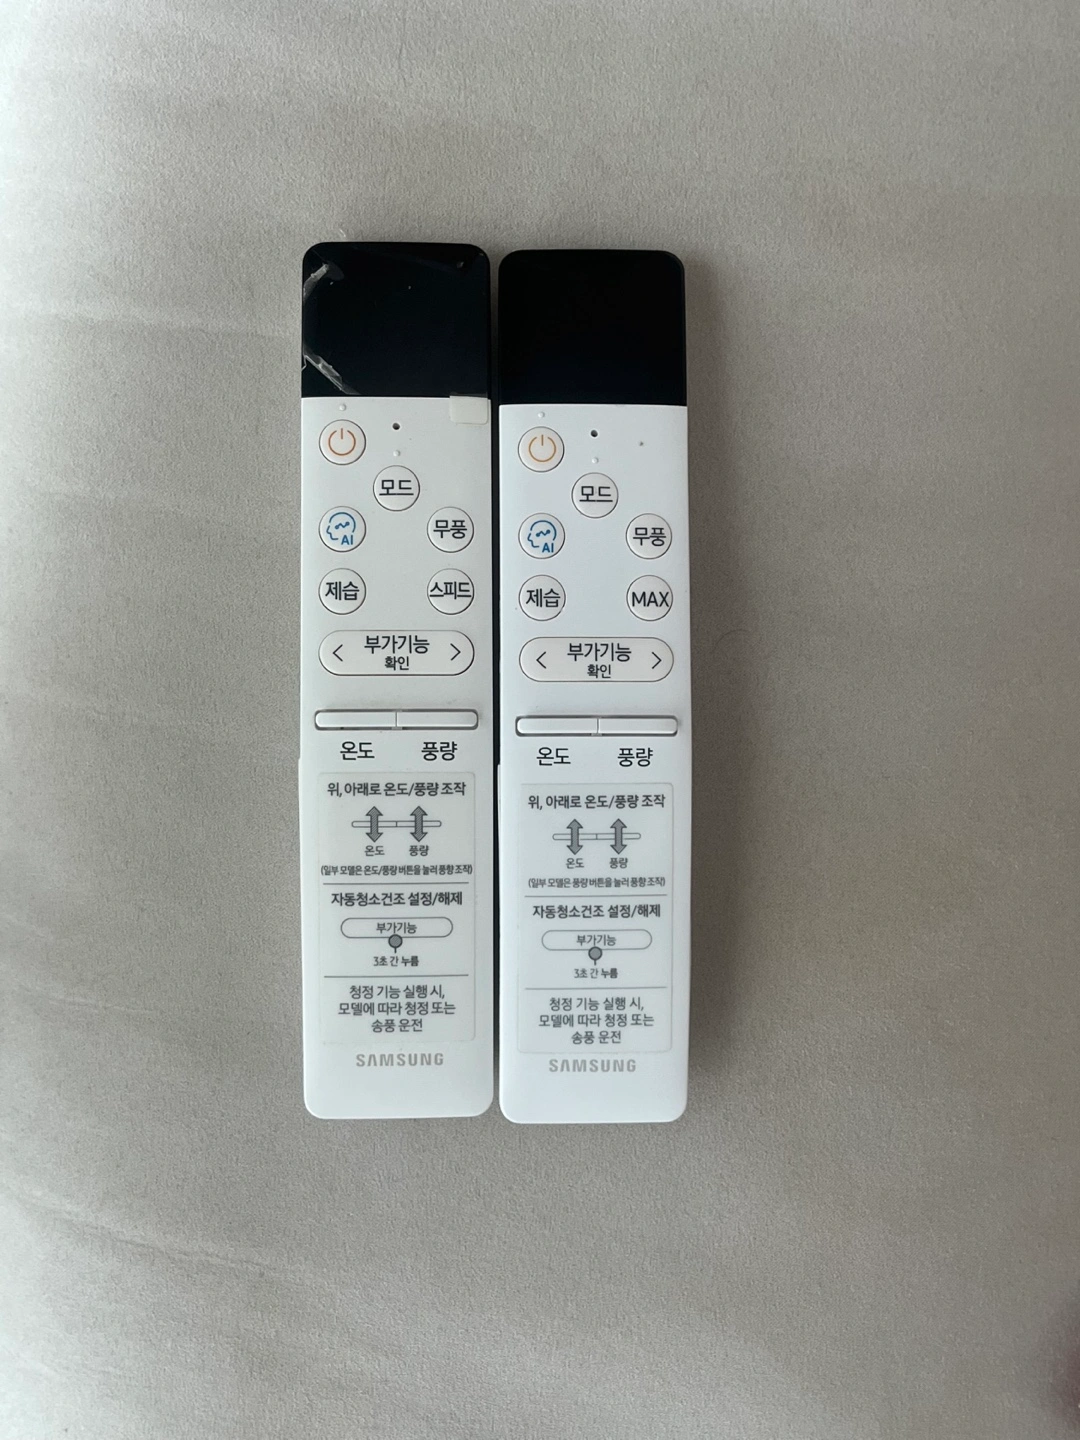 모드
AI
무풍
제습
스피드
<
부가기능
확인
>
온도
풍량
위, 아래로 온도/풍량 조작
온도
풍량
(일부 모델은 온도/풍량 버튼을 눌러 풍향 조작)
자동청소건조 설정/해제
부가기능
3초 간 누름
청정 기능 실행 시,
모델에 따라 청정 또는
송풍 운전
SAMSUNG
모드
AI
무풍
제습
MAX
<
부가기능
확인
>
온도
풍량
위, 아래로 온도/풍량 조작
온도
풍량
(일부 모델은 풍량 버튼을 눌러 풍향 조작)
자동청소건조 설정/해제
부가기능
3초 간 누름
청정 기능 실행 시,
모델에 따라 청정 또는
송풍 운전
SAMSUNG